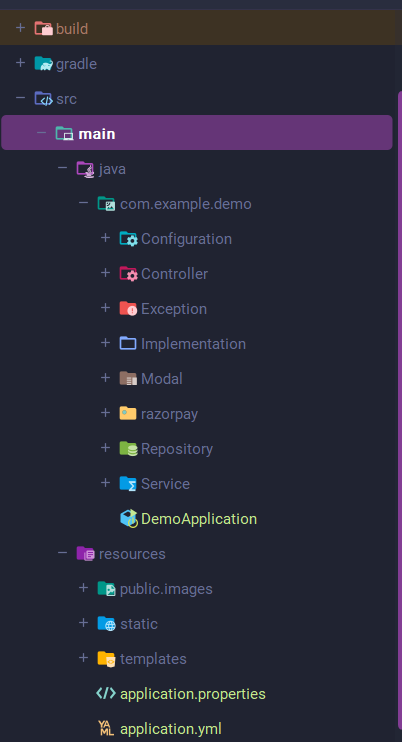 build
gradle
src
main
java
com.example.demo
Configuration
Controller
Exception
Implementation
Modal
razorpay
Repository
Service
DemoApplication
resources
public.images
static
templates
application.properties
application.yml